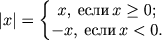 |x| = { x, если x ≥ 0;
−x, если x < 0.